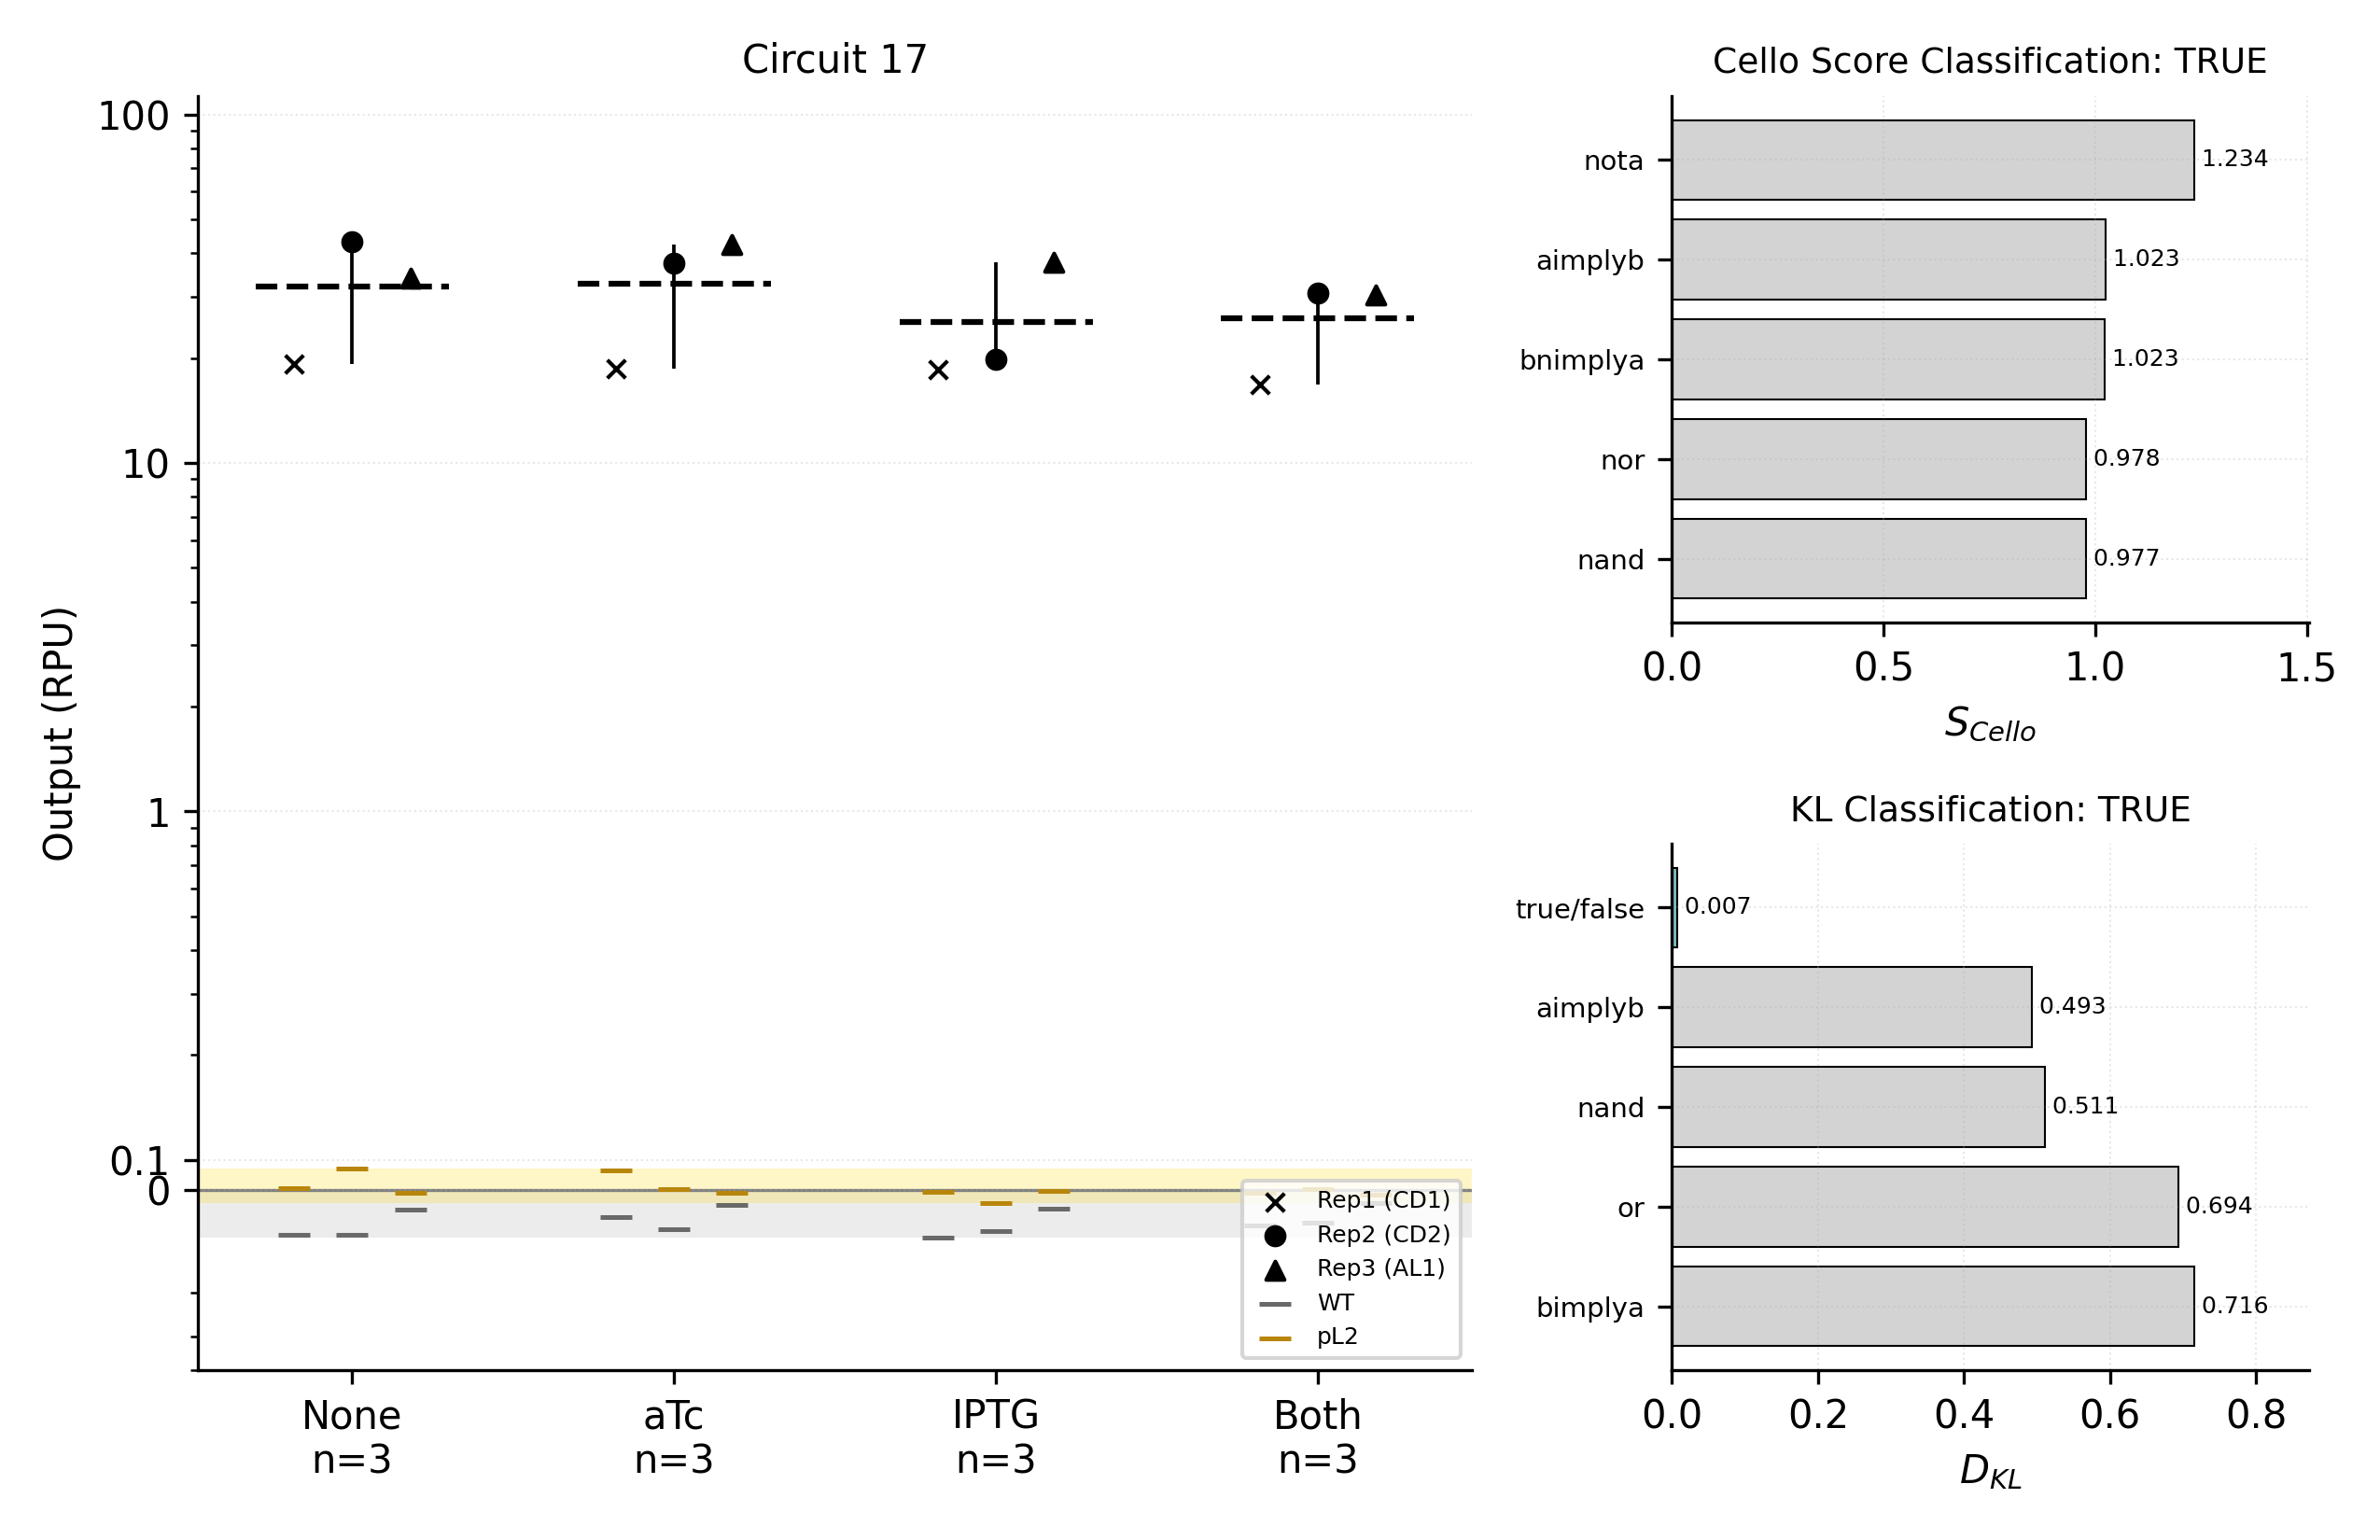 Circuit 17
Output (RPU)
100
10
1
0.1
0
None
n=3
aTc
n=3
IPTG
n=3
Both
n=3
Rep1 (CD1)
Rep2 (CD2)
Rep3 (AL1)
WT
pL2
Cello Score Classification: TRUE
nota
1.234
aimplyb
1.023
bnimplya
1.023
nor
0.978
nand
0.977
0.0 0.5 1.0 1.5
S_Cello
KL Classification: TRUE
true/false
0.007
aimplyb
0.493
nand
0.511
or
0.694
bimplya
0.716
0.0 0.2 0.4 0.6 0.8
D_KL